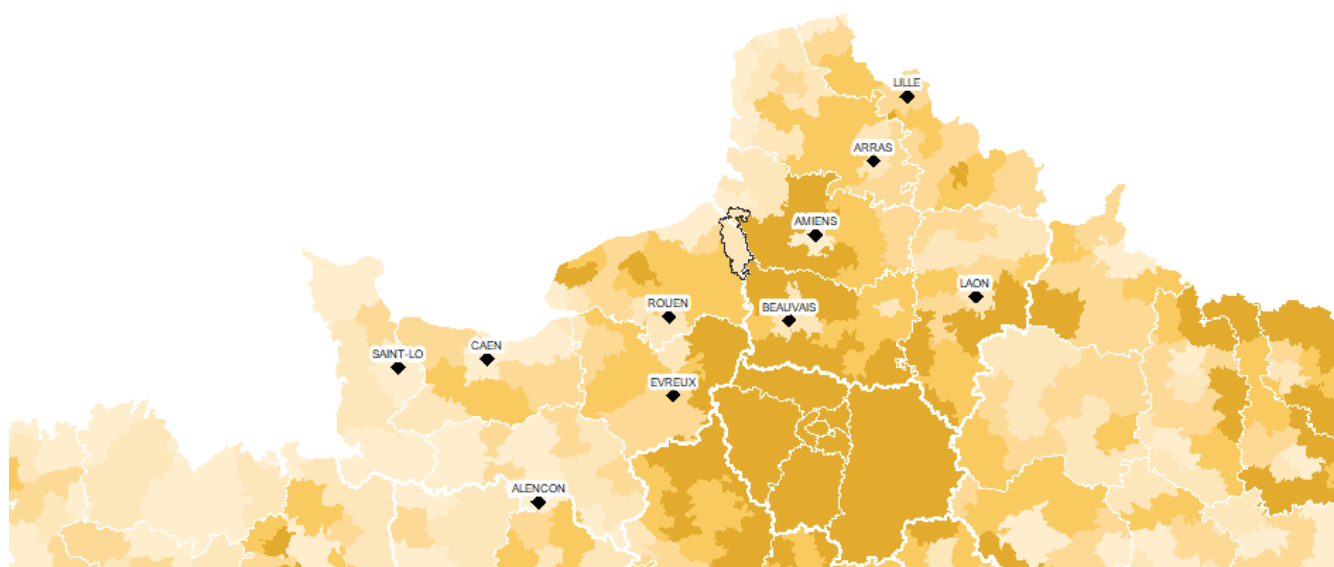 LILLE
ARRAS
AMIENS
LAON
ROUEN
BEAUVAIS
CAEN
SAINT-LO
EVREUX
ALENCON